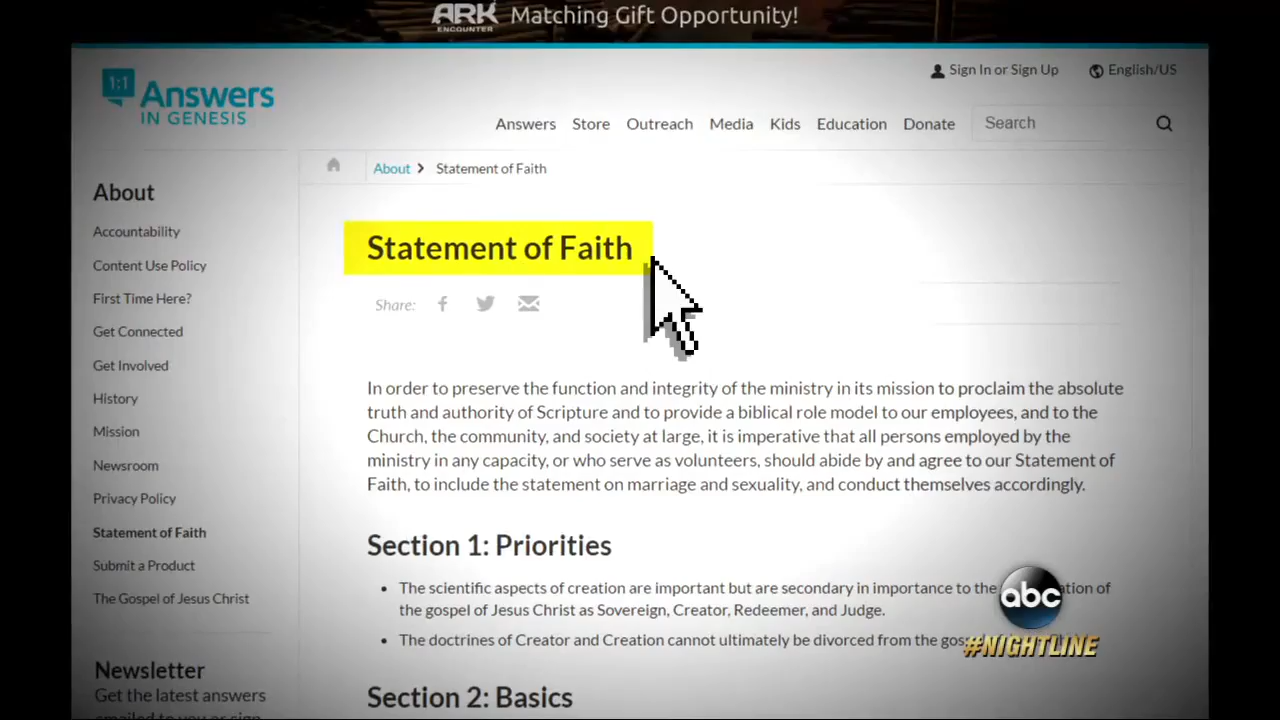 ARK
ENCOUNTER
Matching Gift Opportunity!
1:1
Answers
IN GENESIS
Sign In or Sign Up
English/US
Answers
Store
Outreach
Media
Kids
Education
Donate
Search
About
Accountability
Content Use Policy
First Time Here?
Get Connected
Get Involved
History
Mission
Newsroom
Privacy Policy
Statement of Faith
Submit a Product
The Gospel of Jesus Christ
Newsletter
Get the latest answers
emailed to you or sign
About > Statement of Faith
Statement of Faith
Share:
In order to preserve the function and integrity of the ministry in its mission to proclaim the absolute
truth and authority of Scripture and to provide a biblical role model to our employees, and to the
Church, the community, and society at large, it is imperative that all persons employed by the
ministry in any capacity, or who serve as volunteers, should abide by and agree to our Statement of
Faith, to include the statement on marriage and sexuality, and conduct themselves accordingly.
Section 1: Priorities
• The scientific aspects of creation are important but are secondary in importance to the of
the gospel of Jesus Christ as Sovereign, Creator, Redeemer, and Judge.
• The doctrines of Creator and Creation cannot ultimately be divorced from the
Section 2: Basics
abc
#NIGHTLINE